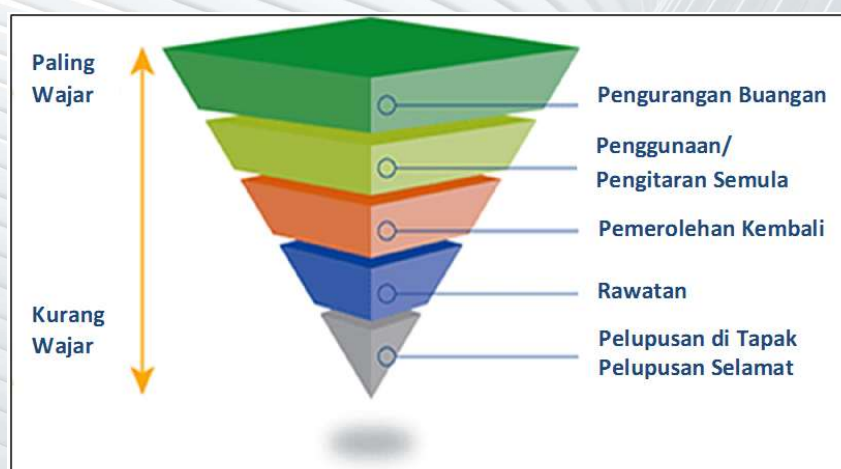 Paling
Wajar
Pengurangan Buangan
Penggunaan/
Pengitaran Semula
Pemerolehan Kembali
Rawatan
Kurang
Wajar
Pelupusan di Tapak
Pelupusan Selamat